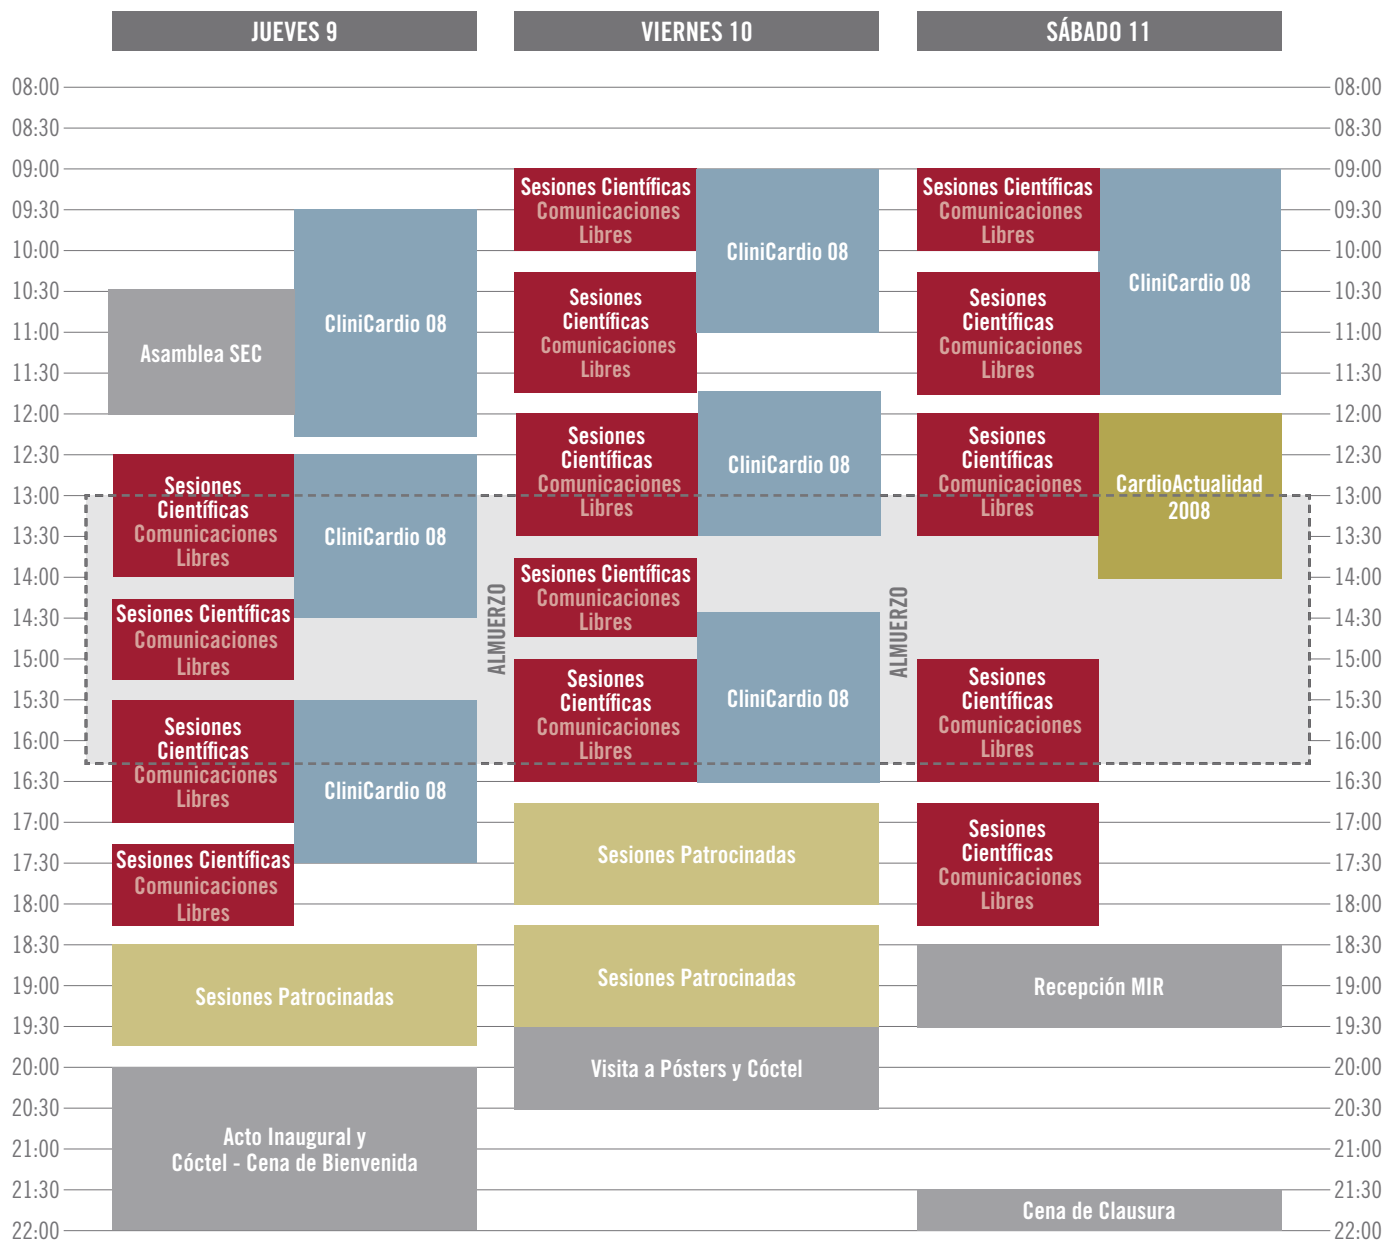 JUEVES 9
VIERNES 10
SÁBADO 11
08:00
08:30
09:00
09:30
10:00
10:30
11:00
11:30
12:00
12:30
13:00
13:30
14:00
14:30
15:00
15:30
16:00
16:30
17:00
17:30
18:00
18:30
19:00
19:30
20:00
20:30
21:00
21:30
22:00
Asamblea SEC
Sesiones
Científicas
Comunicaciones
Libres
Sesiones Científicas
Comunicaciones
Libres
Sesiones
Científicas
Comunicaciones
Libres
Sesiones Científicas
Comunicaciones
Libres
CliniCardio 08
CliniCardio 08
CliniCardio 08
Sesiones Patrocinadas
Acto Inaugural y
Cóctel - Cena de Bienvenida
ALMUERZO
Sesiones Científicas
Comunicaciones
Libres
Sesiones
Científicas
Comunicaciones
Libres
Sesiones
Científicas
Comunicaciones
Libres
Sesiones Científicas
Comunicaciones
Libres
Sesiones
Científicas
Comunicaciones
Libres
CliniCardio 08
CliniCardio 08
CliniCardio 08
Sesiones Patrocinadas
Sesiones Patrocinadas
Visita a Pósters y Cóctel
ALMUERZO
Sesiones Científicas
Comunicaciones
Libres
Sesiones
Científicas
Comunicaciones
Libres
Sesiones
Científicas
Comunicaciones
Libres
Sesiones
Científicas
Comunicaciones
Libres
Sesiones
Científicas
Comunicaciones
Libres
CliniCardio 08
CardioActualidad
2008
Recepción MIR
Cena de Clausura
08:00
08:30
09:00
09:30
10:00
10:30
11:00
11:30
12:00
12:30
13:00
13:30
14:00
14:30
15:00
15:30
16:00
16:30
17:00
17:30
18:00
18:30
19:00
19:30
20:00
20:30
21:00
21:30
22:00